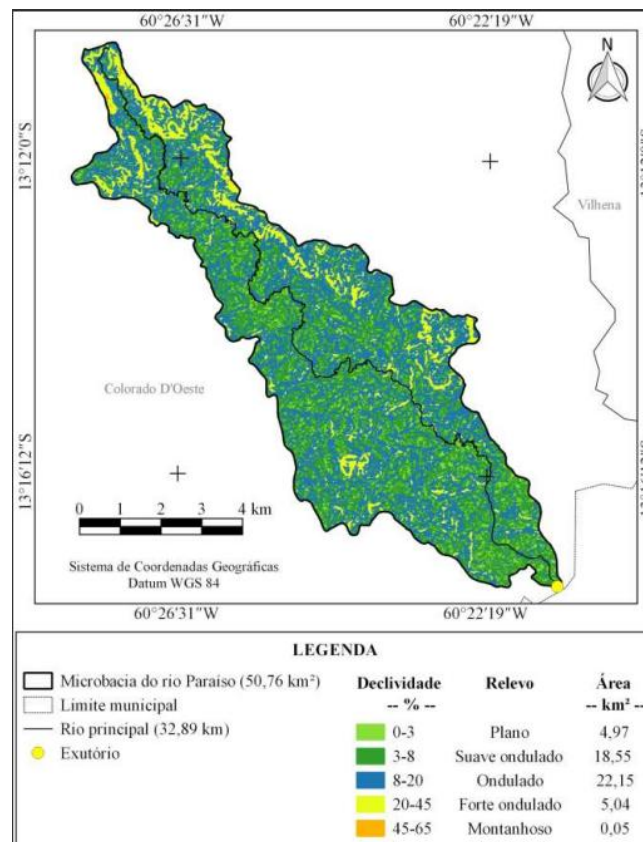 60°26'31"W 60°22'19"W
N
13°12'0"S
Vilhena
Colorado D'Oeste
13°16'12"S
0 1 2 3 4 km
Sistema de Coordenadas Geográficas
Datum WGS 84
60°26'31"W 60°22'19"W
LEGENDA
Microbacia do rio Paraíso (50,76 km²)
Limite municipal
Rio principal (32,89 km)
Exutório
Declividade Relevo Área
-- % -- -- km² --
0-3 Plano 4,97
3-8 Suave ondulado 18,55
8-20 Ondulado 22,15
20-45 Forte ondulado 5,04
45-65 Montanhoso 0,05